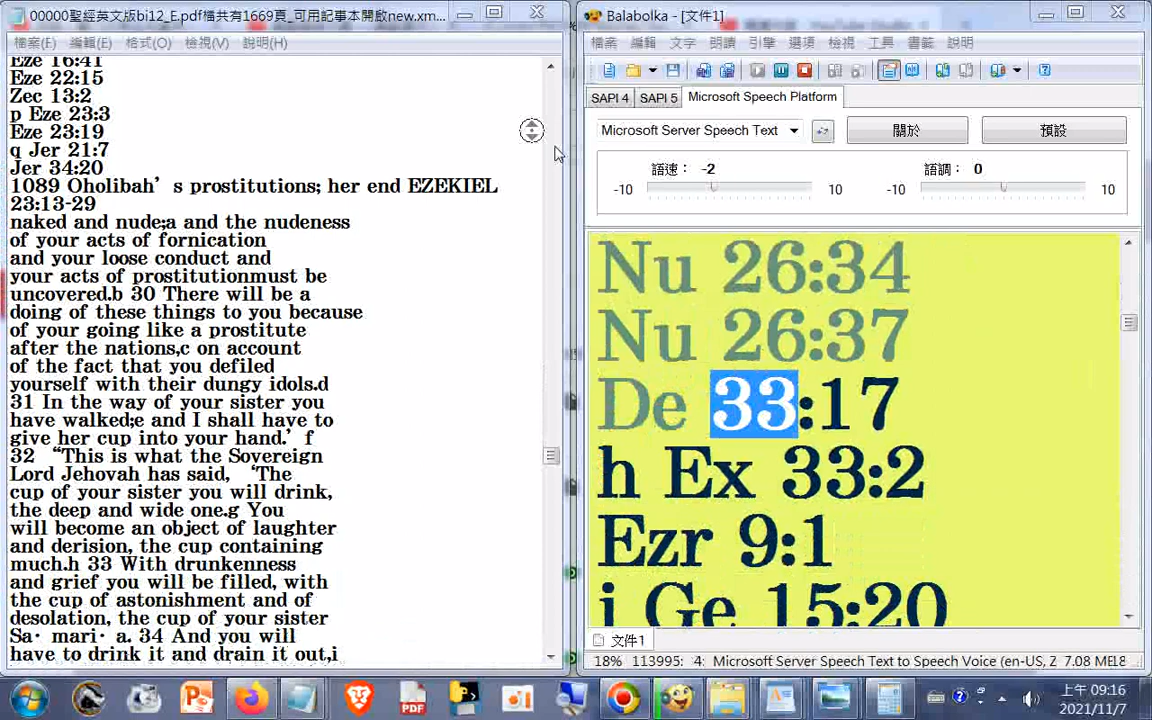 00000聖經英文版bi12_E.pdf檔共有1669頁_可用記事本開啟new.xm...
檔案(F) 編輯(E) 格式(O) 檢視(V) 說明(H)
Eze 16:41
Eze 22:15
Zec 13:2
p Eze 23:3
Eze 23:19
q Jer 21:7
Jer 34:20
1089 Oholibah’s prostitutions; her end EZEKIEL
23:13-29
naked and nude;a and the nudeness
of your acts of fornication
and your loose conduct and
your acts of prostitutionmust be
uncovered.b 30 There will be a
doing of these things to you because
of your going like a prostitute
after the nations,c on account
of the fact that you defiled
yourself with their dungy idols.d
31 In the way of your sister you
have walked;e and I shall have to
give her cup into your hand.’ f
32 “This is what the Sovereign
Lord Jehovah has said, ‘The
cup of your sister you will drink,
the deep and wide one.g You
will become an object of laughter
and derision, the cup containing
much.h 33 With drunkenness
and grief you will be filled, with
the cup of astonishment and of
desolation, the cup of your sister
Sa·mari·a. 34 And you will
have to drink it and drain it out,i
Balabolka - [文件1]
檔案 編輯 文字 朗讀 引擎 選項 檢視 工具 書籤 說明
SAPI 4 SAPI 5 Microsoft Speech Platform
Microsoft Server Speech Text 關於 預設
語速: -2 語調: 0
-10 10 -10 10
Nu 26:34
Nu 26:37
De 33:17
h Ex 33:2
Ezr 9:1
i Ge 15:20
文件1
18% 113995: 4: Microsoff Server Speech Text to Speech Voice (en-US, Z 7.08 ME
上午 09:16
2021/11/7